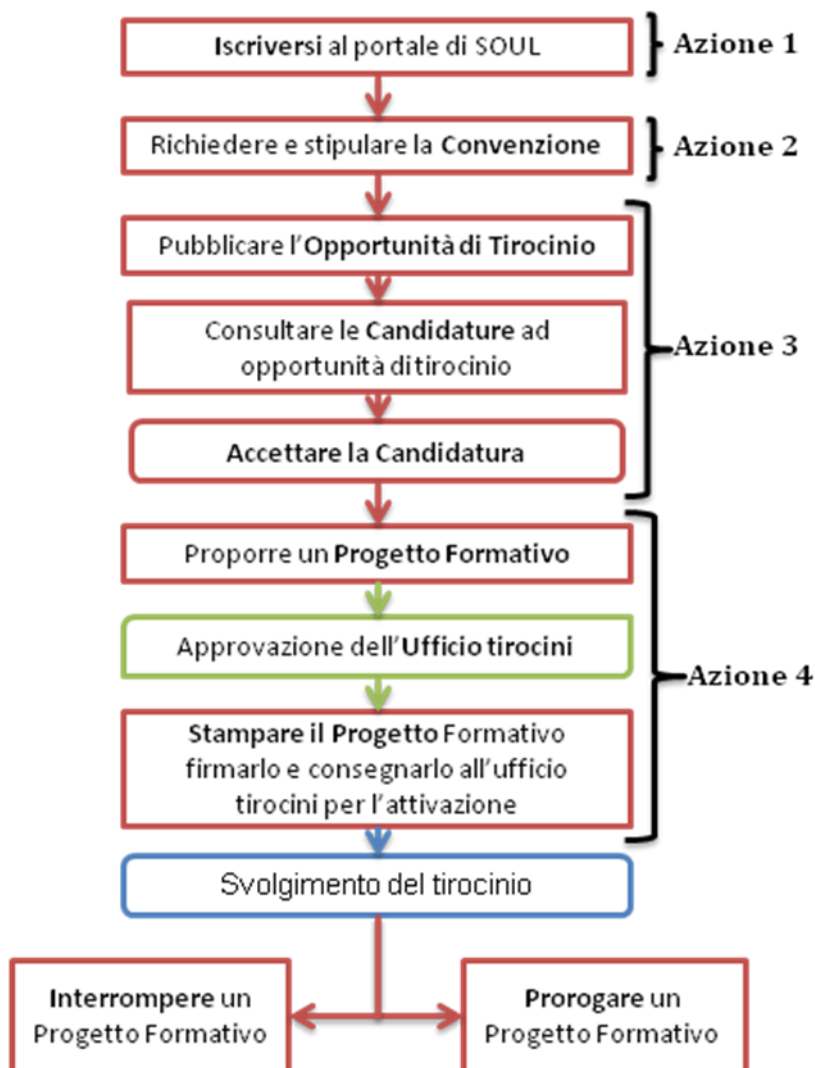 Iscriversi al portale di SOUL
Azione 1
Richiedere e stipulare la Convenzione
Azione 2
Pubblicare l'Opportunità di Tirocinio
Consultare le Candidature ad
opportunità di tirocinio
Azione 3
Accettare la Candidatura
Proporre un Progetto Formativo
Approvazione dell'Ufficio tirocini
Azione 4
Stampare il Progetto Formativo
firmarlo e consegnarlo all'ufficio
tirocini per l'attivazione
Svolgimento del tirocinio
Interrompere un
Progetto Formativo
Prorogare un
Progetto Formativo